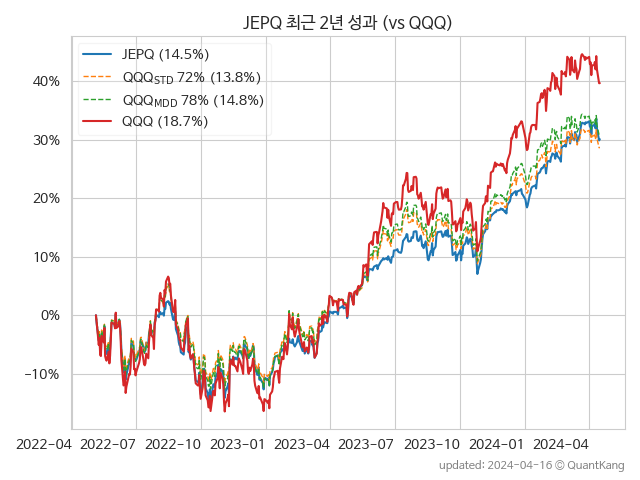 JEPQ 최근 2년 성과 (vs QQQ)
JEPQ (14.5%)
QQQSTD 72% (13.8%)
QQQMDD 78% (14.8%)
QQQ (18.7%)
40%
30%
20%
10%
0%
−10%
2022−04 2022−07 2022−10 2023−01 2023−04 2023−07 2023−10 2024−01 2024−04
updated: 2024−04−16 © QuantKang